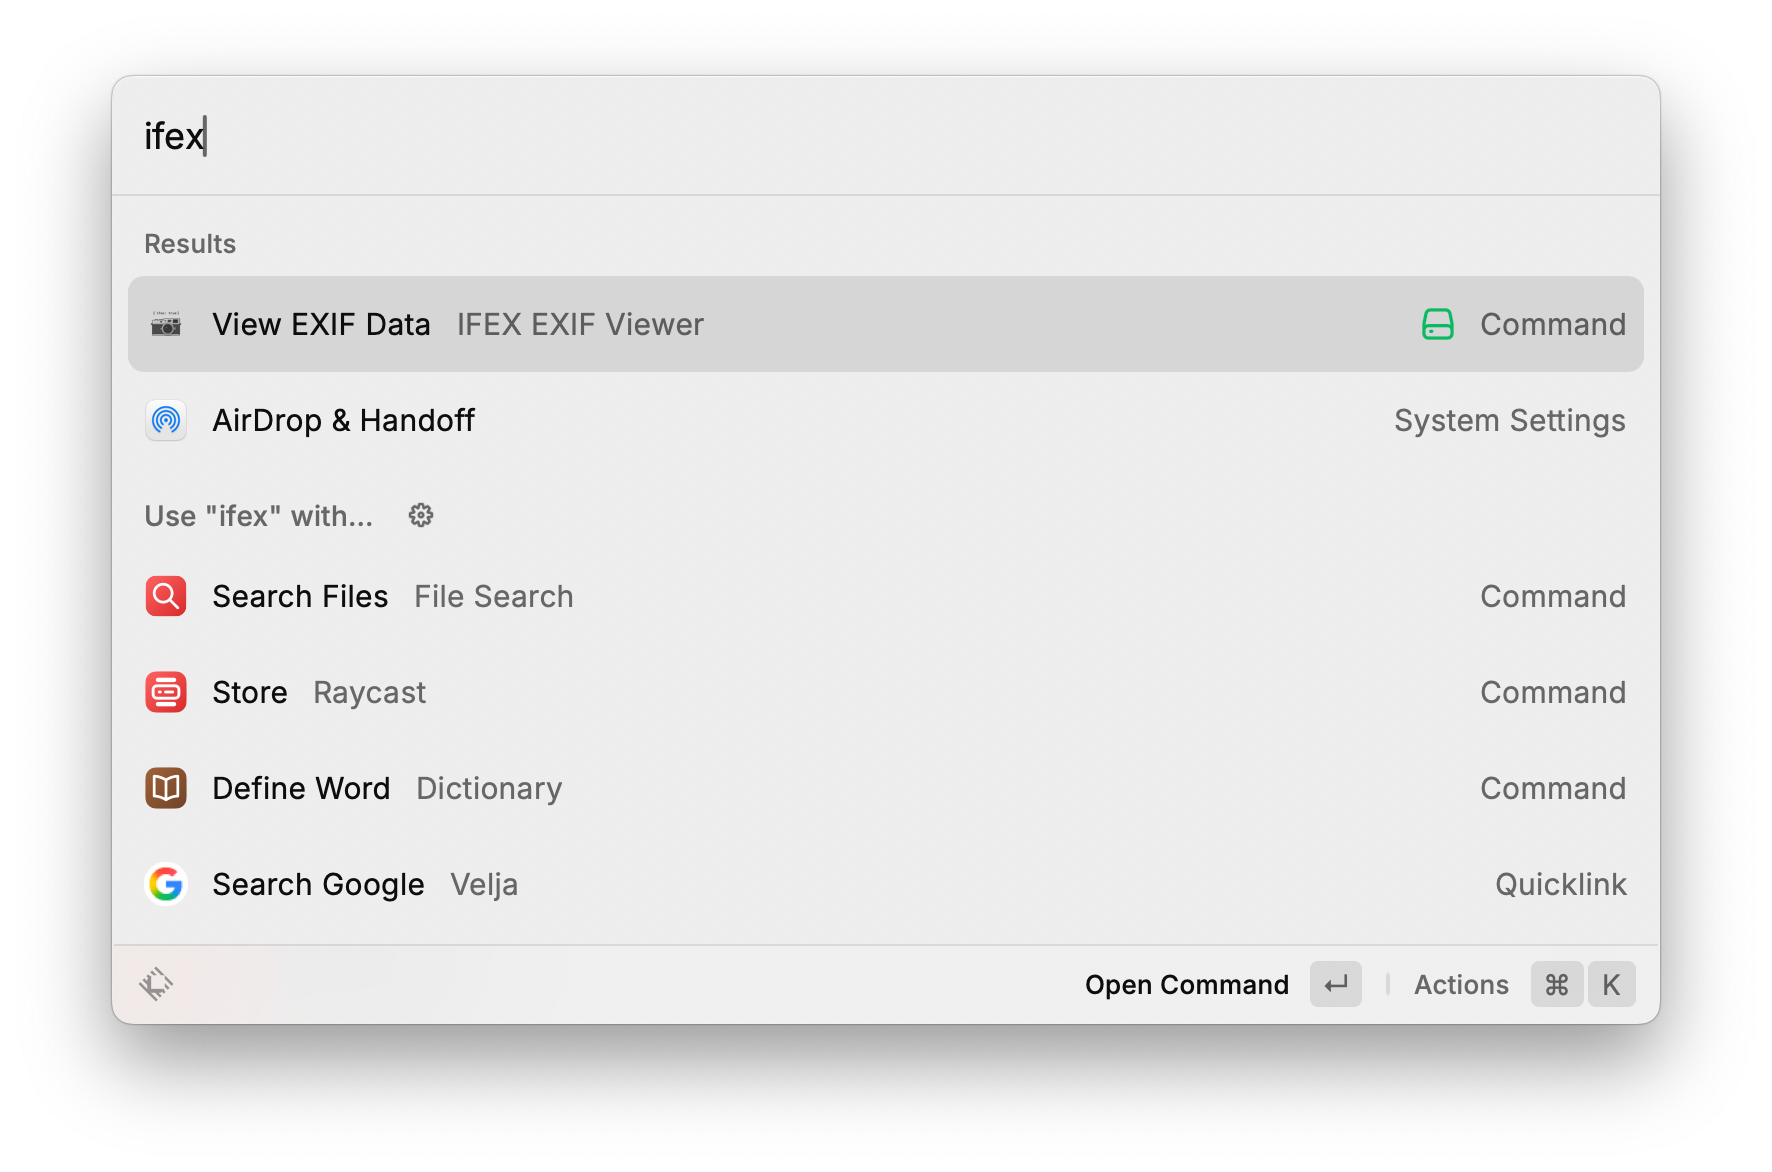 ifex
Results
View EXIF Data IFEX EXIF Viewer Command
AirDrop & Handoff System Settings
Use "ifex" with...
Search Files File Search Command
Store Raycast Command
Define Word Dictionary Command
Search Google Velja Quicklink
Open Command ↵ Actions ⌘ K